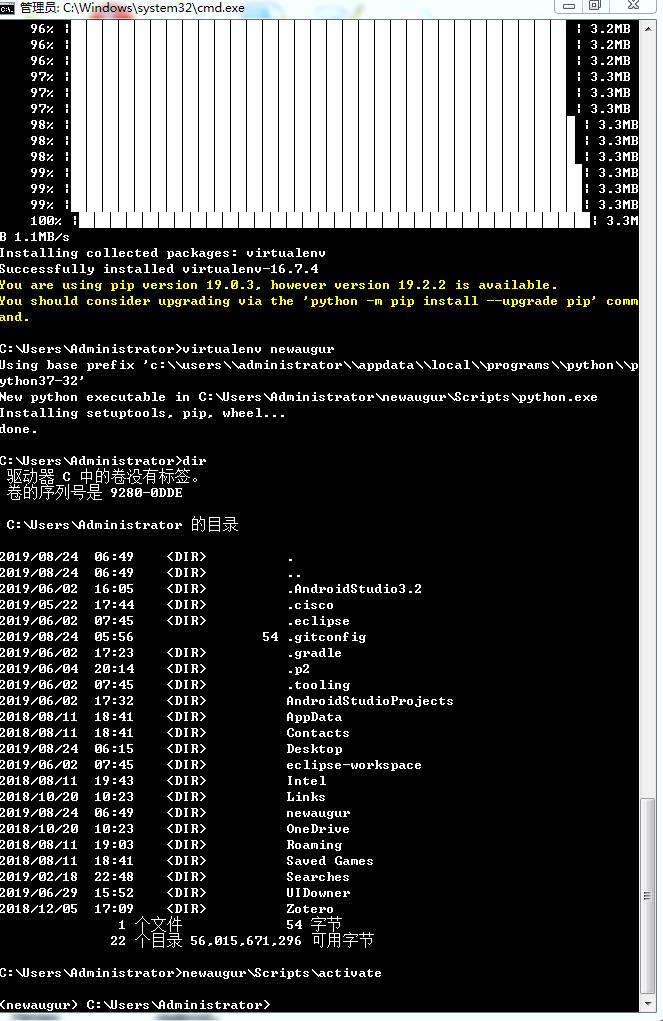 管理员: C:\Windows\system32\cmd.exe
96% | | 3.2MB
96% | | 3.2MB
96% | | 3.2MB
97% | | 3.3MB
97% | | 3.3MB
97% | | 3.3MB
98% | | 3.3MB
98% | | 3.3MB
98% | | 3.3MB
99% | | 3.3MB
99% | | 3.3MB
99% | | 3.3MB
100% | | 3.3M
B 1.1MB/s
Installing collected packages: virtualenv
Successfully installed virtualenv-16.7.4
You are using pip version 19.0.3, however version 19.2.2 is available.
You should consider upgrading via the 'python -m pip install --upgrade pip' comm
and.
C:\Users\Administrator>virtualenv newaugur
Using base prefix 'c:\\users\\administrator\\appdata\\local\\programs\\python\\p
ython37-32'
New python executable in C:\Users\Administrator\newaugur\Scripts\python.exe
Installing setuptools, pip, wheel...
done.
C:\Users\Administrator>dir
驱动器 C 中的卷没有标签。
卷的序列号是 9280-0DDE
C:\Users\Administrator 的目录
2019/08/24 06:49 <DIR> .
2019/08/24 06:49 <DIR> ..
2019/06/02 16:05 <DIR> .AndroidStudio3.2
2019/05/22 17:44 <DIR> .cisco
2019/06/02 07:45 <DIR> .eclipse
2019/08/24 05:56 54 .gitconfig
2019/06/02 17:23 <DIR> .gradle
2019/06/04 20:14 <DIR> .p2
2019/06/02 07:45 <DIR> .tooling
2019/06/02 17:32 <DIR> AndroidStudioProjects
2018/08/11 18:41 <DIR> AppData
2018/08/11 18:41 <DIR> Contacts
2019/08/24 06:15 <DIR> Desktop
2019/06/02 07:45 <DIR> eclipse-workspace
2018/08/11 19:43 <DIR> Intel
2018/10/20 10:23 <DIR> Links
2019/08/24 06:49 <DIR> newaugur
2018/10/20 10:23 <DIR> OneDrive
2018/08/11 19:03 <DIR> Roaming
2018/08/11 18:41 <DIR> Saved Games
2019/02/18 22:48 <DIR> Searches
2019/06/29 15:52 <DIR> UIDowner
2018/12/05 17:09 <DIR> Zotero
1 个文件 54 字节
22 个目录 56,015,671,296 可用字节
C:\Users\Administrator>newaugur\Scripts\activate
(newaugur) C:\Users\Administrator>